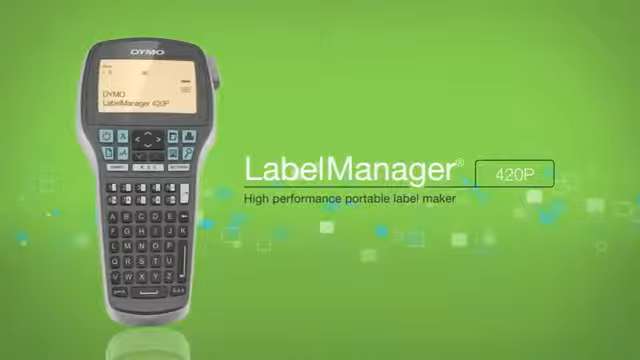 DYMO
DYMO
LabelManager 420P
LabelManager® 420P
High performance portable label maker
A B C D E
F G H I J
K L M N O
P
Q R S T U
V W X Y Z